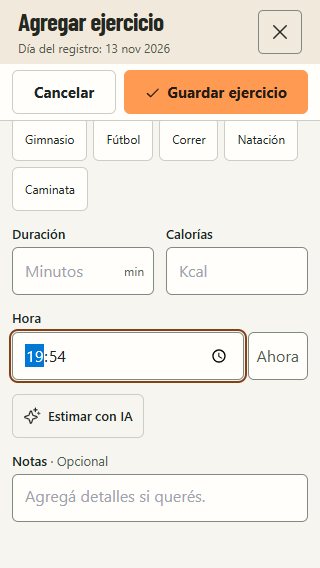 Agregar ejercicio
Día del registro: 13 nov 2026
Cancelar
Guardar ejercicio
Gimnasio
Fútbol
Correr
Natación
Caminata
Duración
Calorías
Minutos
min
Kcal
Hora
19:54
Ahora
Estimar con IA
Notas · Opcional
Agregá detalles si querés.